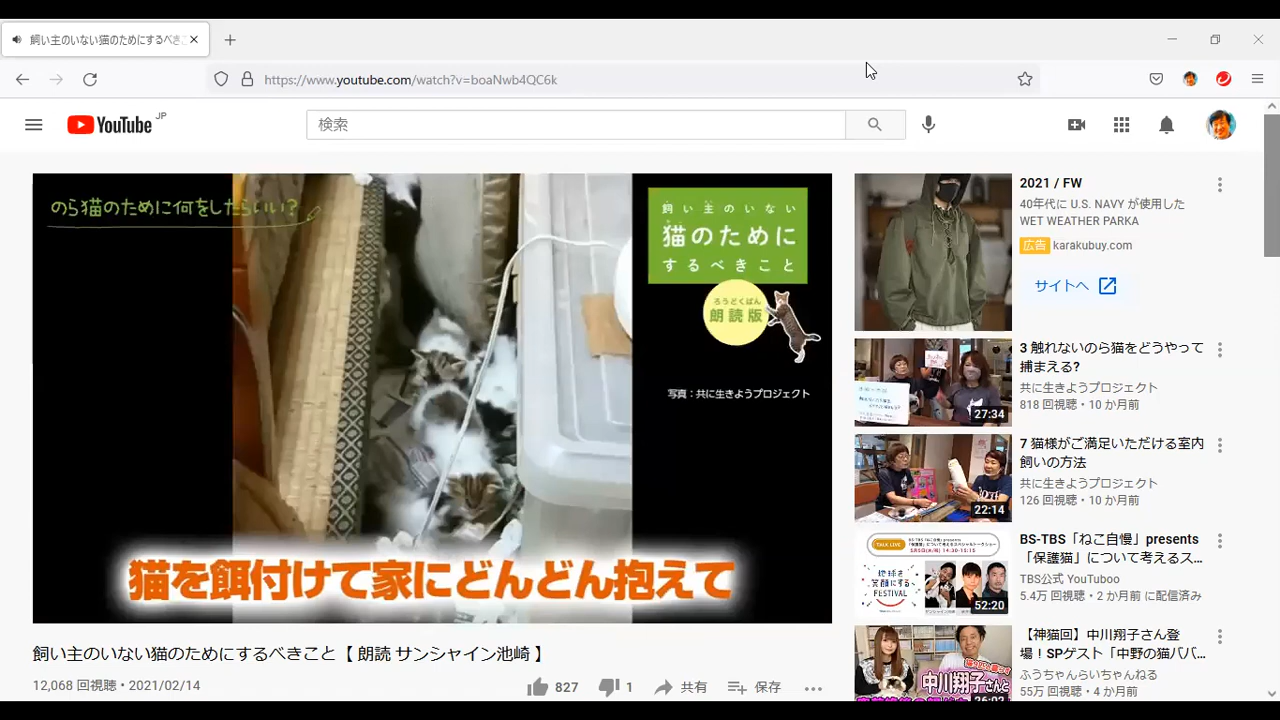 飼い主のいない猫のためにするべきこ
https://www.youtube.com/watch?v=boaNwb4QC6k
YouTube JP
検索
のら猫のために何をしたらいい?
飼い主のいない
猫のために
するべきこと
ろうどくばん
朗読版
写真：共に生きようプロジェクト
猫を餌付けて家にどんどん抱えて
飼い主のいない猫のためにするべきこと【 朗読 サンシャイン池崎 】
12,068 回視聴・2021/02/14
827
1
共有
保存
2021 / FW
40年代に U.S. NAVY が使用した
WET WEATHER PARKA
広告 karakubuy.com
サイトへ
3 触れないのら猫をどうやって
捕まえる?
共に生きようプロジェクト
818 回視聴・10 か月前
27:34
7 猫様がご満足いただける室内
飼いの方法
共に生きようプロジェクト
126 回視聴・10 か月前
22:14
BS-TBS「ねこ自慢」presents
「保護猫」について考えるス...
TBS公式 YouTuboo
5.4万 回視聴・2 か月前 に配信済み
TALK LIVE
地球を
笑顔にする
FESTIVAL
52:20
【神猫回】中川翔子さん登
場！SPゲスト「中野の猫ババ...
ふうちゃんらいちゃんねる
55万 回視聴・4 か月前
中川翔子さんと
26:03